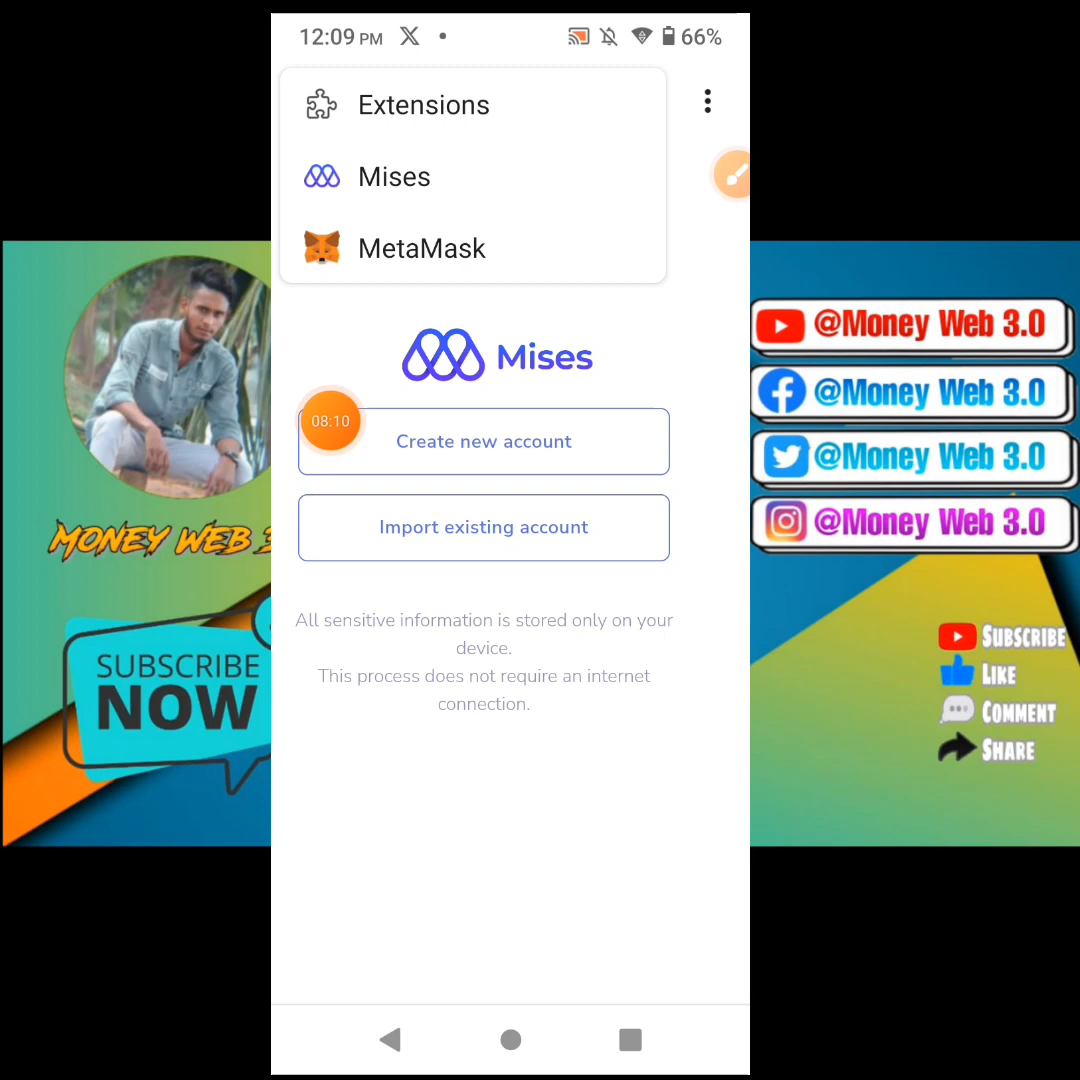 12:09 PM
66%
Extensions
Mises
MetaMask
Mises
08:10
Create new account
Import existing account
All sensitive information is stored only on your
device.
This process does not require an internet
connection.
MONEY WEB 3
SUBSCRIBE
NOW
@Money Web 3.0
@Money Web 3.0
@Money Web 3.0
@Money Web 3.0
SUBSCRIBE
LIKE
COMMENT
SHARE